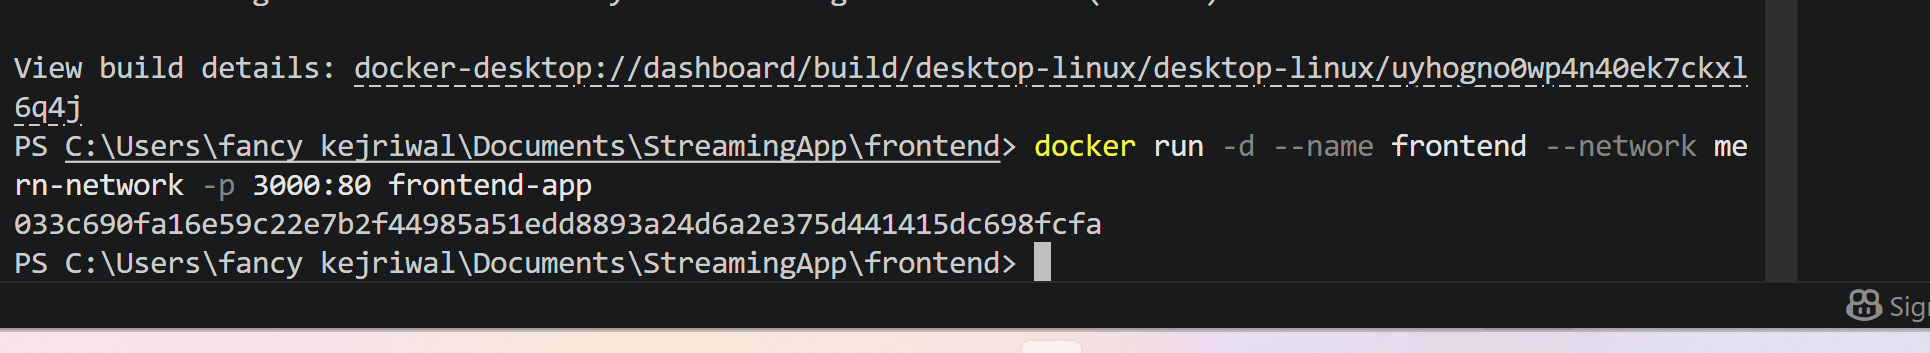 View build details: docker-desktop://dashboard/build/desktop-linux/desktop-linux/uyhogno0wp4n40ek7ckxl
6q4j
PS C:\Users\fancy kejriwal\Documents\StreamingApp\frontend> docker run -d --name frontend --network me
rn-network -p 3000:80 frontend-app
033c690fa16e59c22e7b2f44985a51edd8893a24d6a2e375d441415dc698fcfa
PS C:\Users\fancy kejriwal\Documents\StreamingApp\frontend>